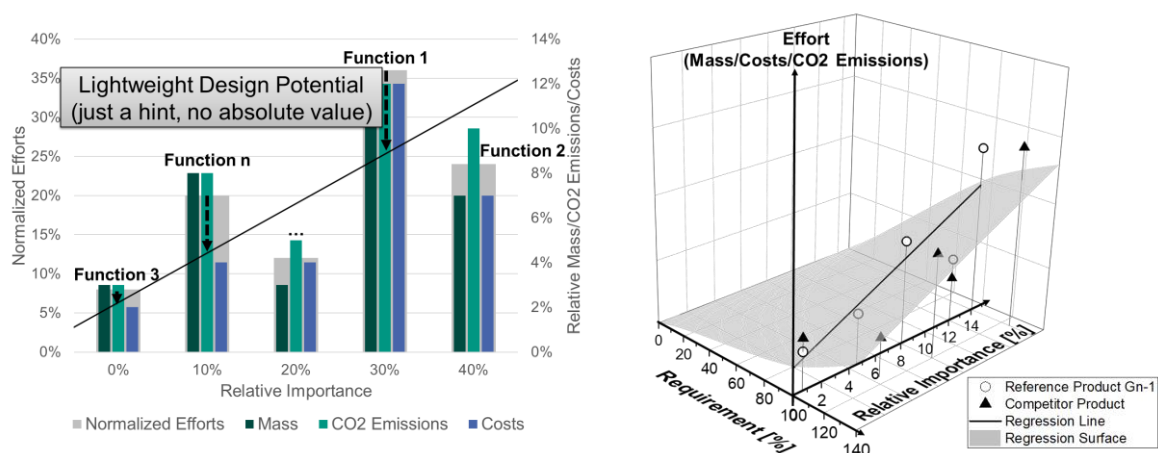 40%
35%
30%
25%
20%
15%
10%
5%
0%
Normalized Efforts
14%
12%
10%
8%
6%
4%
2%
0%
Relative Mass/CO2 Emissions/Costs
Function 1
Lightweight Design Potential
(just a hint, no absolute value)
Function n
Function 2
...
Function 3
0% 10% 20% 30% 40%
Relative Importance
Normalized Efforts Mass CO2 Emissions Costs
Effort
(Mass/Costs/CO2 Emissions)
0
20
40
60
80
100
120
140
Requirement [%]
2
4
6
8
10
12
14
Relative Importance [%]
Reference Product Gn-1
Competitor Product
Regression Line
Regression Surface